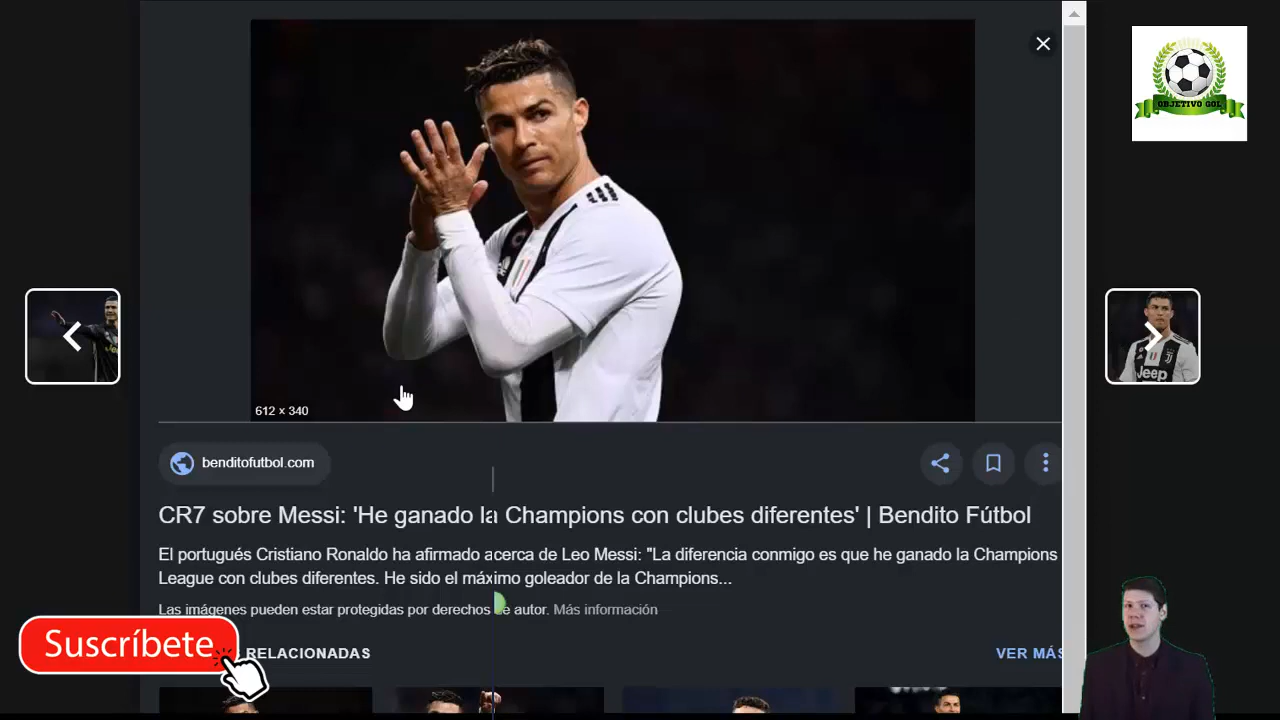 OBJETIVO GOL
Jeep
612 × 340
benditofutbol.com
CR7 sobre Messi: 'He ganado la Champions con clubes diferentes' | Bendito Fútbol
El portugués Cristiano Ronaldo ha afirmado acerca de Leo Messi: "La diferencia conmigo es que he ganado la Champions
League con clubes diferentes. He sido el máximo goleador de la Champions...
Las imágenes pueden estar protegidas por derechos de autor. Más información
Suscríbete
RELACIONADAS
VER MÁS